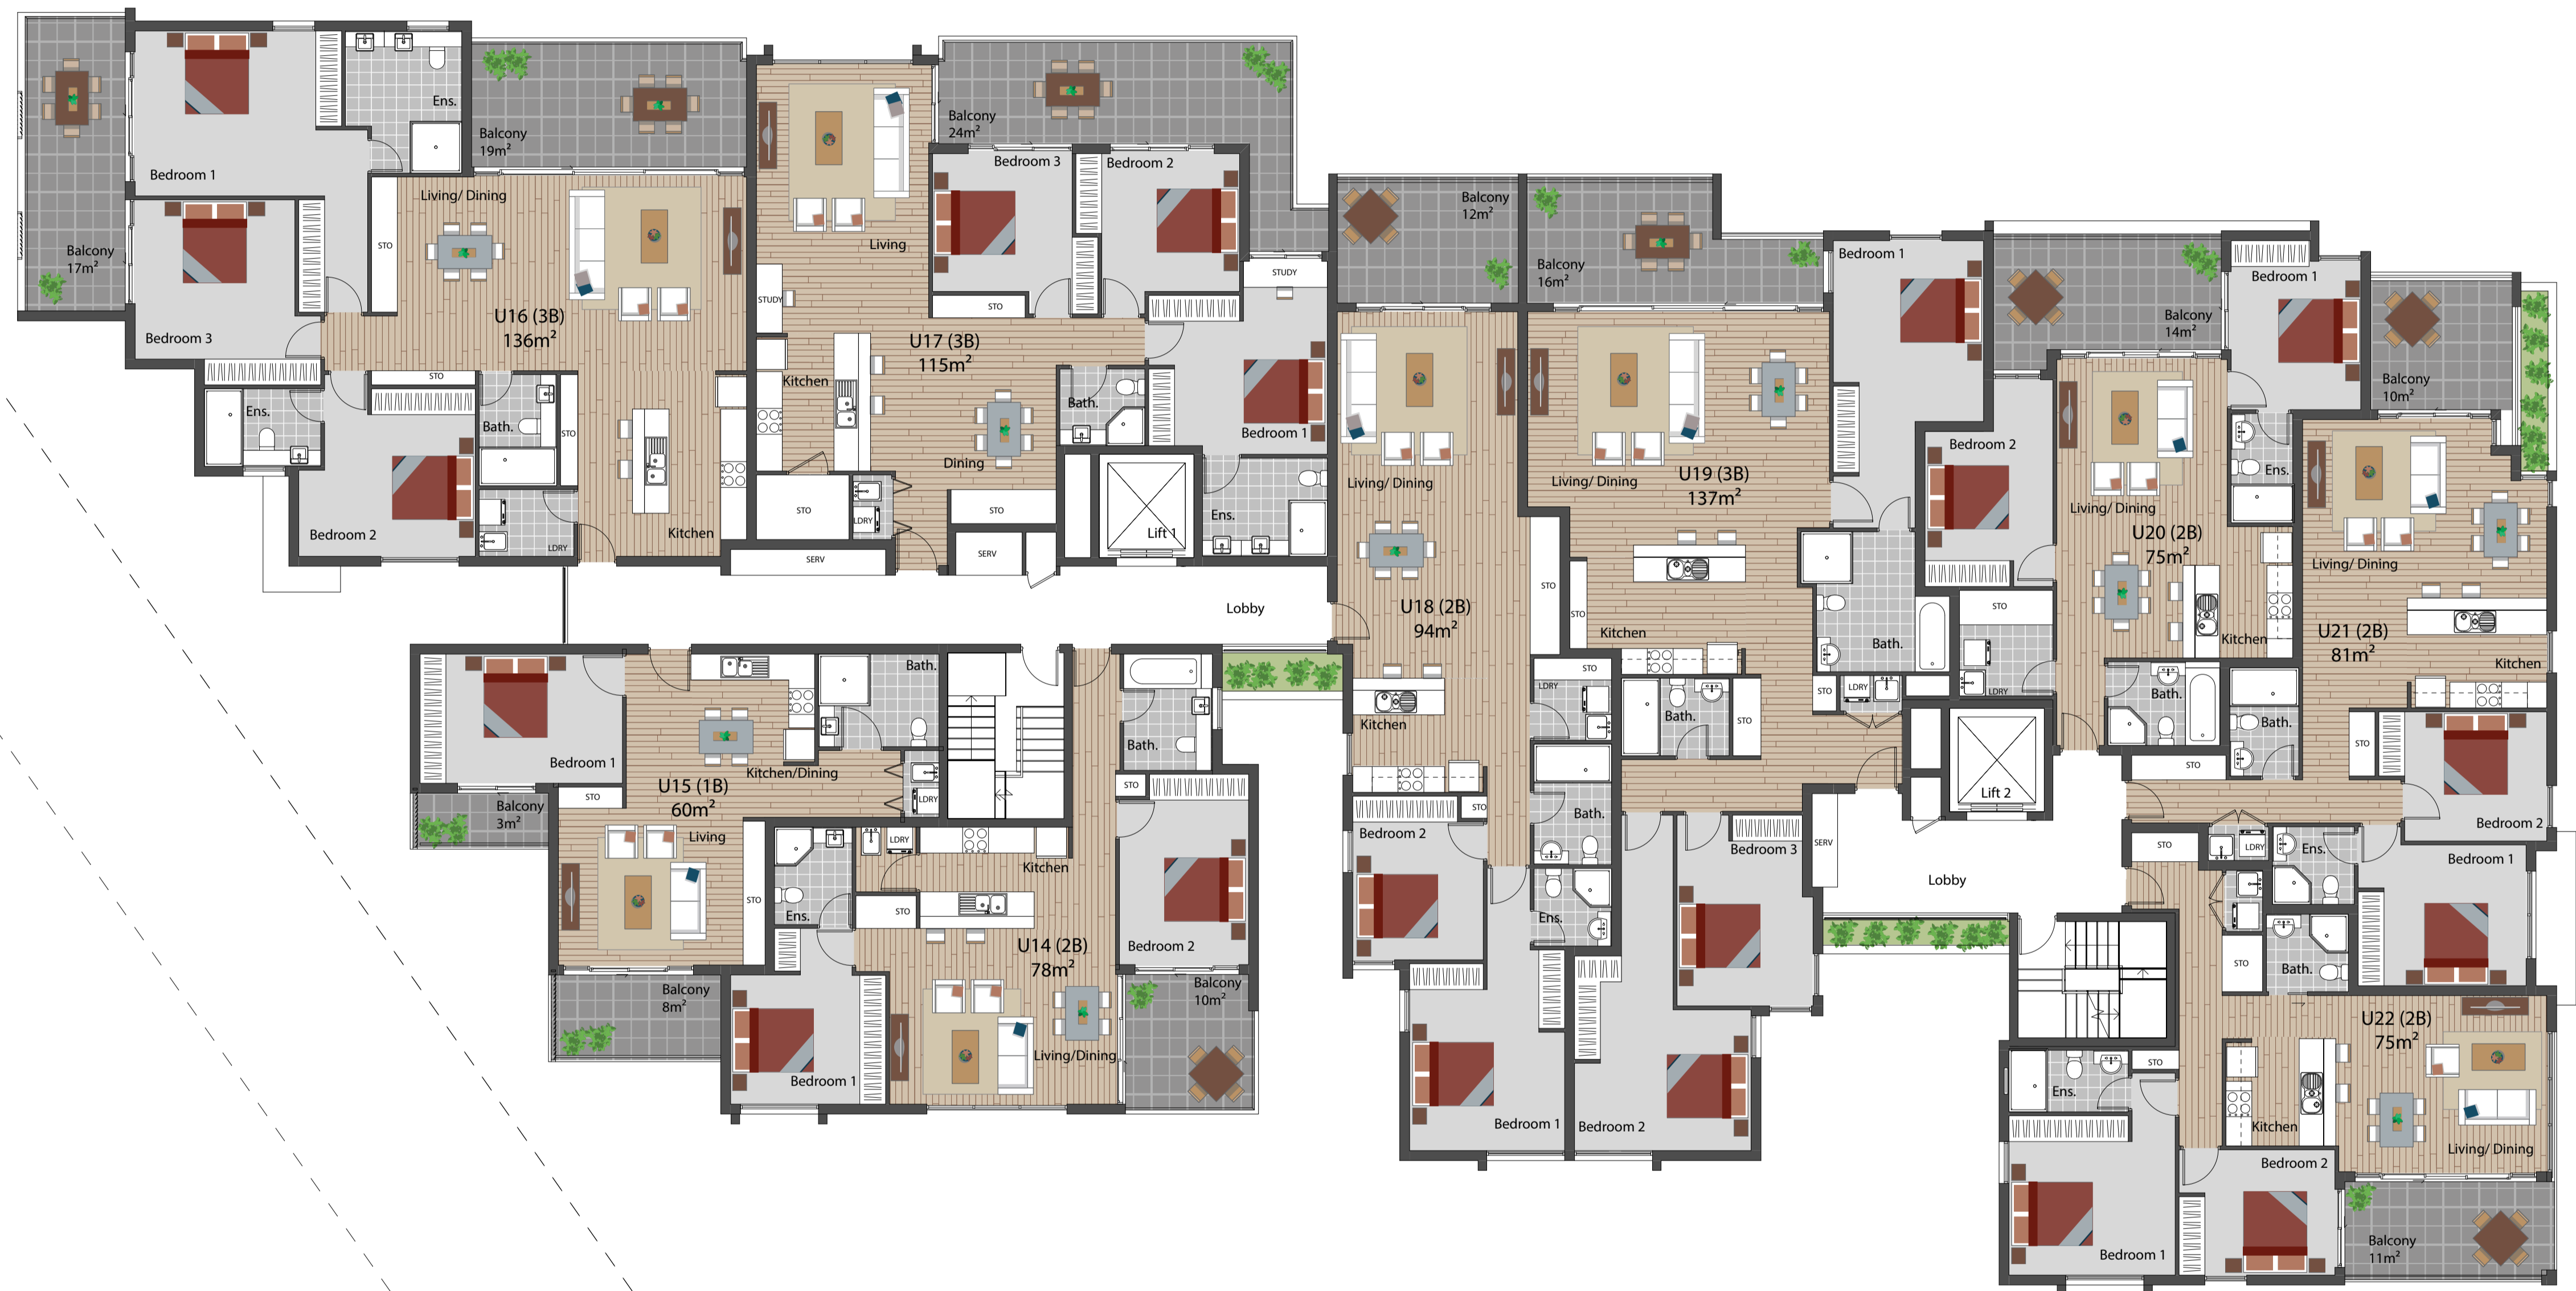 Bedroom 1
Ens.
Balcony
17m²
Bedroom 3
Balcony
19m²
Living/ Dining
STO
U16 (3B)
136m²
STO
Ens.
Bath.
STO
Bedroom 2
LDRY
Kitchen
Balcony
24m²
Living
Bedroom 3
Bedroom 2
STUDY
STUDY
STO
U17 (3B)
115m²
Kitchen
Bath.
Bedroom 1
Dining
STO
LDRY
STO
Lift 1
Ens.
SERV
SERV
Lobby
Balcony
12m²
Living/ Dining
STO
U18 (2B)
94m²
STO
LDRY
Kitchen
STO
Bath.
Bedroom 2
Ens.
Bedroom 1
Balcony
16m²
Bedroom 1
Living/ Dining
U19 (3B)
137m²
STO
Kitchen
Bath.
Bath.
STO
STO
LDRY
Bedroom 3
SERV
Bedroom 2
Balcony
14m²
Bedroom 1
Bedroom 2
Ens.
Living/ Dining
U20 (2B)
75m²
STO
Kitchen
LDRY
Bath.
Balcony
10m²
Living/ Dining
U21 (2B)
81m²
Kitchen
Bath.
STO
STO
Bedroom 2
LDRY
Ens.
Bedroom 1
Lift 2
Lobby
STO
STO
Bath.
U22 (2B)
75m²
STO
Ens.
Kitchen
Living/ Dining
Bedroom 2
Bedroom 1
Balcony
11m²
Bedroom 1
Bath.
Kitchen/Dining
U15 (1B)
60m²
STO
LDRY
Balcony
3m²
Living
STO
Balcony
8m²
Bath.
STO
LDRY
Kitchen
STO
Ens.
Bedroom 2
U14 (2B)
78m²
Balcony
10m²
Living/Dining
Bedroom 1